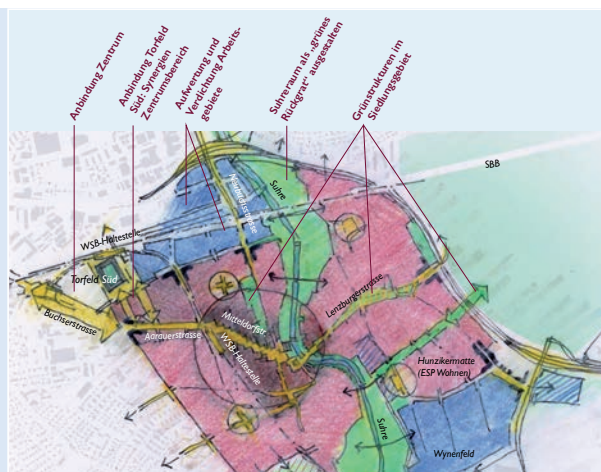 Anbindung Zentrum
Anbindung Torfeld
Süd: Synergien
Zentrumsbereich
Aufwertung und
Verdichtung Arbeits-
gebiete
Suhreraum als „grünes
Rückgrat“ ausgestalten
Grünstrukturen im
Siedlungsgebiet
SBB
Suhre
Neubuchsstrasse
WSB-Haltestelle
Torfeld Süd
Buchserstrasse
Lenzburgerstrasse
Mitteldorfstr.
Aarauerstrasse
WSB-Haltestelle
Hunzikermatte
(ESP Wohnen)
Suhre
Wynenfeld